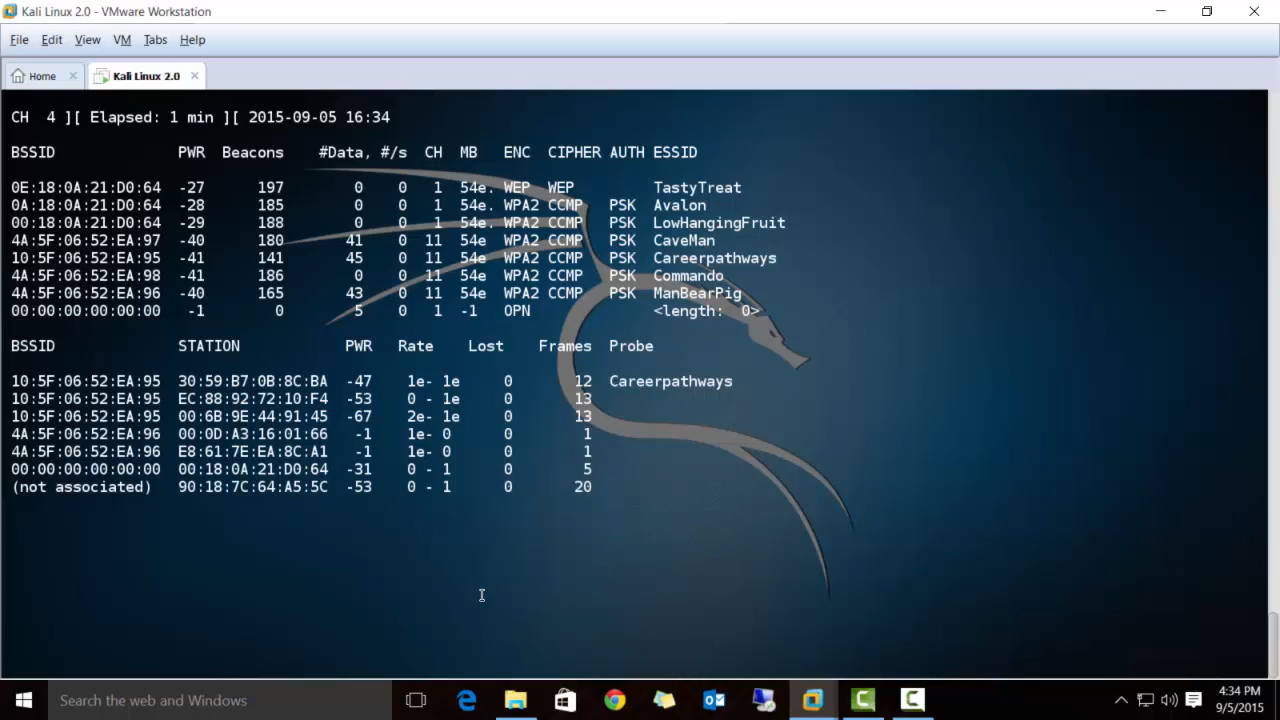 Kali Linux 2.0 - VMware Workstation
File Edit View VM Tabs Help
Home Kali Linux 2.0
CH 4 ][ Elapsed: 1 min ][ 2015-09-05 16:34
BSSID PWR Beacons #Data, #/s CH MB ENC CIPHER AUTH ESSID
0E:18:0A:21:D0:64 -27 197 0 0 1 54e. WEP WEP TastyTreat
0A:18:0A:21:D0:64 -28 185 0 0 1 54e. WPA2 CCMP PSK Avalon
00:18:0A:21:D0:64 -29 188 0 0 1 54e. WPA2 CCMP PSK LowHangingFruit
4A:5F:06:52:EA:97 -40 180 41 0 11 54e WPA2 CCMP PSK CaveMan
10:5F:06:52:EA:95 -41 141 45 0 11 54e WPA2 CCMP PSK Careerpathways
4A:5F:06:52:EA:98 -41 186 0 0 11 54e WPA2 CCMP PSK Commando
4A:5F:06:52:EA:96 -40 165 43 0 11 54e WPA2 CCMP PSK ManBearPig
00:00:00:00:00:00 -1 0 5 0 1 -1 OPN <length: 0>
BSSID STATION PWR Rate Lost Frames Probe
10:5F:06:52:EA:95 30:59:B7:0B:8C:BA -47 1e- 1e 0 12 Careerpathways
10:5F:06:52:EA:95 EC:88:92:72:10:F4 -53 0 - 1e 0 13
10:5F:06:52:EA:95 00:6B:9E:44:91:45 -67 2e- 1e 0 13
4A:5F:06:52:EA:96 00:0D:A3:16:01:66 -1 1e- 0 0 1
4A:5F:06:52:EA:96 E8:61:7E:EA:8C:A1 -1 1e- 0 0 1
00:00:00:00:00:00 00:18:0A:21:D0:64 -31 0 - 1 0 5
(not associated) 90:18:7C:64:A5:5C -53 0 - 1 0 20
Search the web and Windows
4:34 PM
9/5/2015